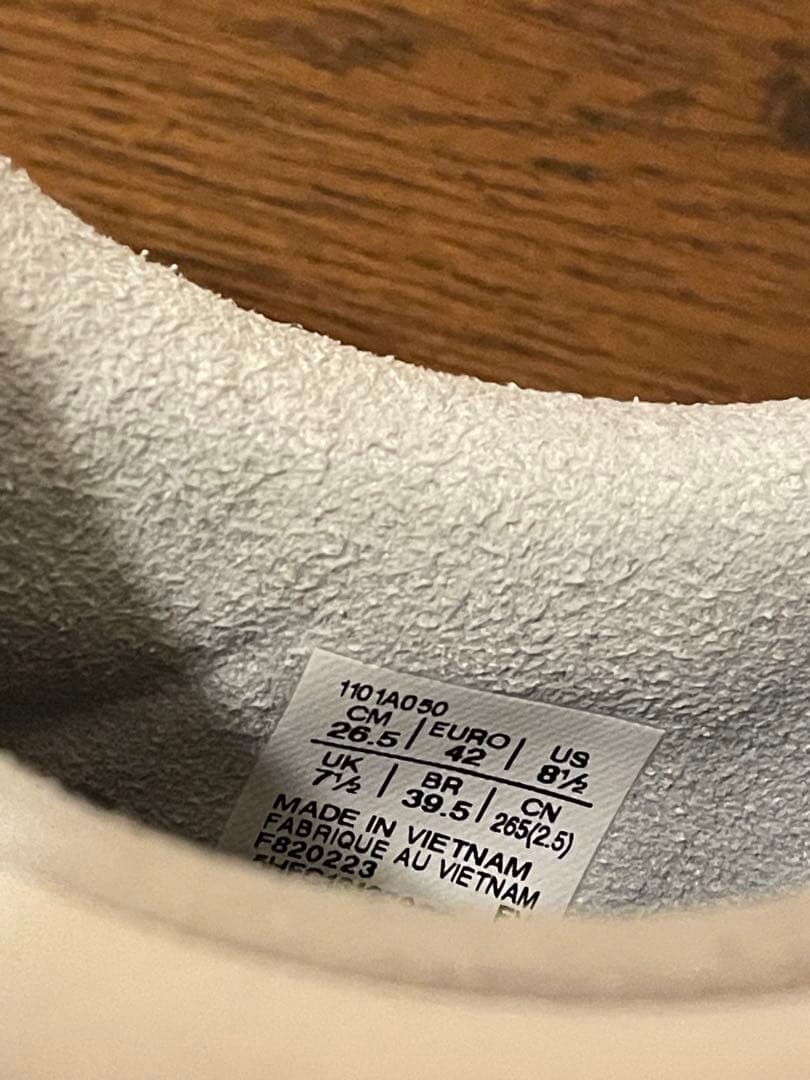 1101A050
CM | EURO | US
26.5 42 8½
UK | BR | CN
7½ 39.5 265(2.5)
MADE IN VIETNAM
FABRIQUE AU VIETNAM
F820223